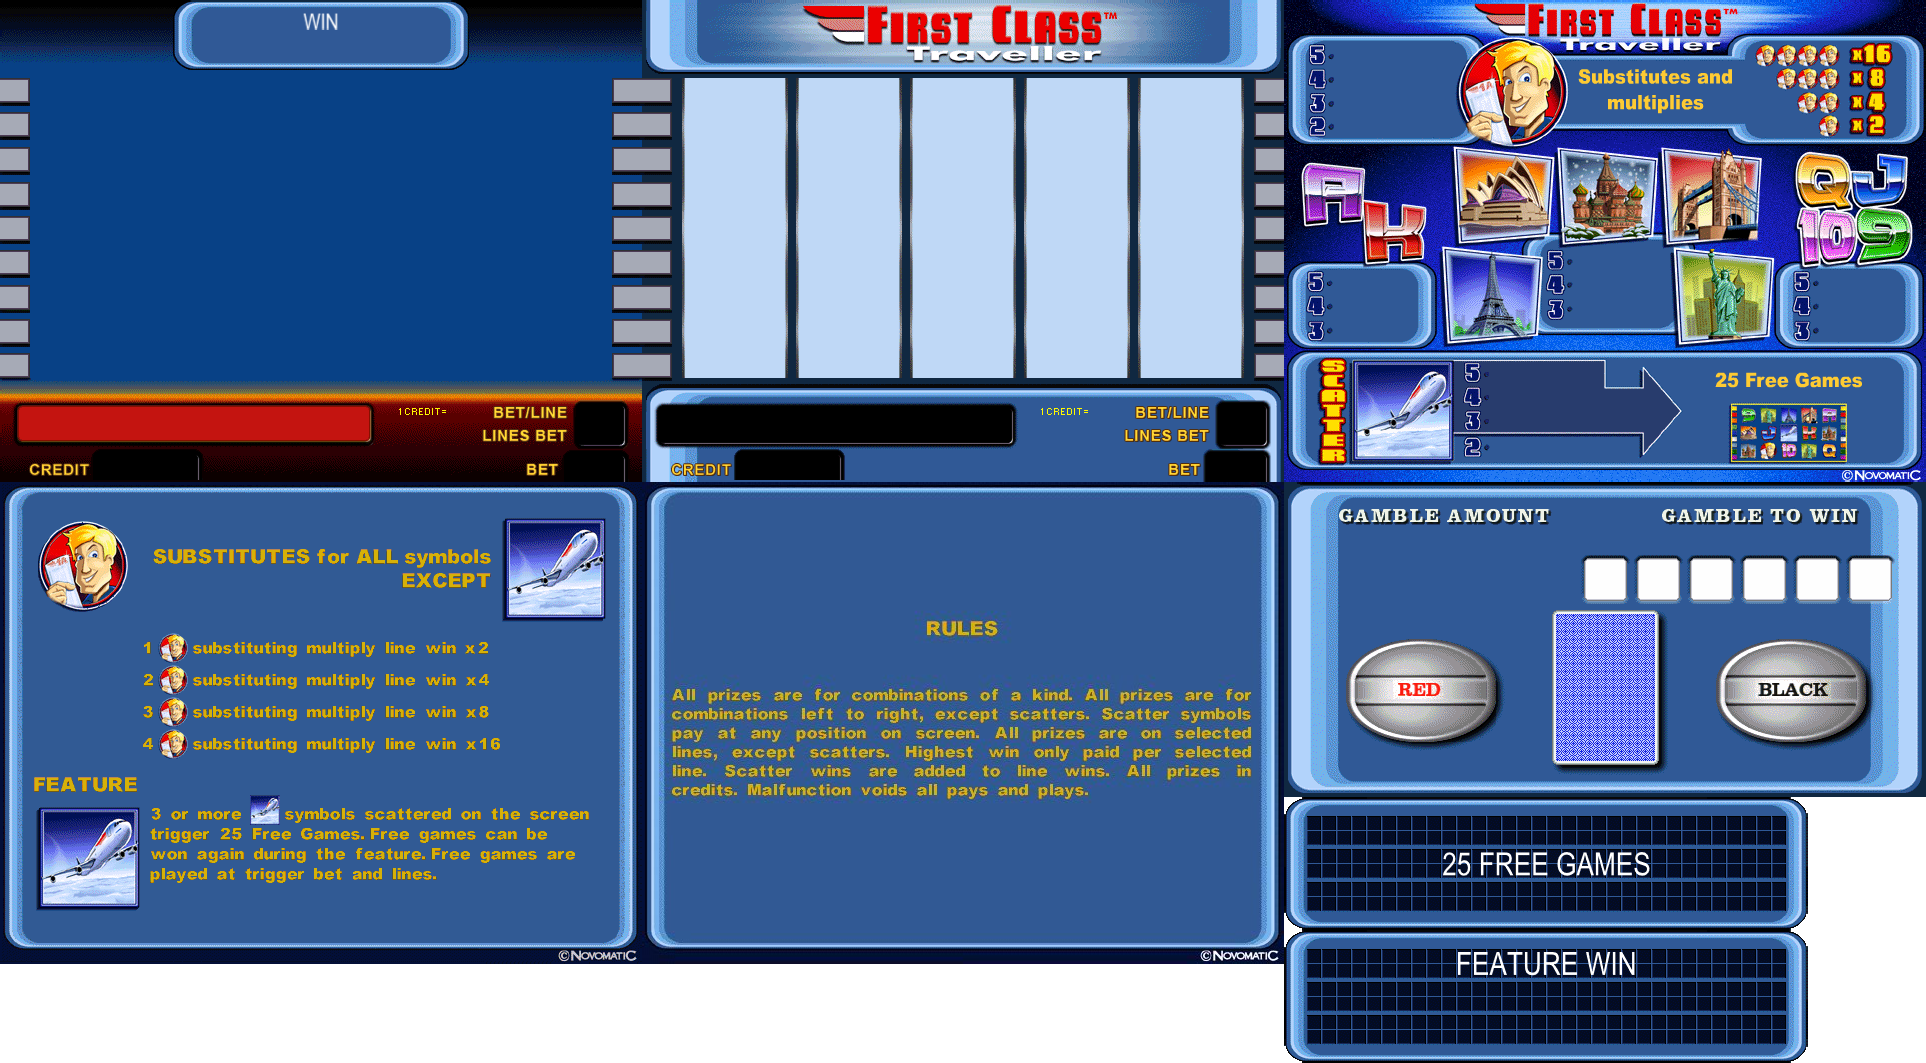 WIN
1 CREDIT=
BET/LINE
LINES BET
CREDIT
BET
FIRST CLASS™
Traveller
1 CREDIT=
BET/LINE
LINES BET
CREDIT
BET
FIRST CLASS™
Traveller
5
4
3
2
Substitutes and
multiplies
x16
x8
x4
x2
A
K
Q J
10 9
5
4
3
5
4
3
5
4
3
SCATTER
5
4
3
2
25 Free Games
©NOVOMATIC
SUBSTITUTES for ALL symbols
EXCEPT
1 substituting multiply line win x2
2 substituting multiply line win x4
3 substituting multiply line win x8
4 substituting multiply line win x16
FEATURE
3 or more symbols scattered on the screen
trigger 25 Free Games. Free games can be
won again during the feature. Free games are
played at trigger bet and lines.
©NOVOMATIC
RULES
All prizes are for combinations of a kind. All prizes are for
combinations left to right, except scatters. Scatter symbols
pay at any position on screen. All prizes are on selected
lines, except scatters. Highest win only paid per selected
line. Scatter wins are added to line wins. All prizes in
credits. Malfunction voids all pays and plays.
©NOVOMATIC
GAMBLE AMOUNT
GAMBLE TO WIN
RED
BLACK
25 FREE GAMES
FEATURE WIN